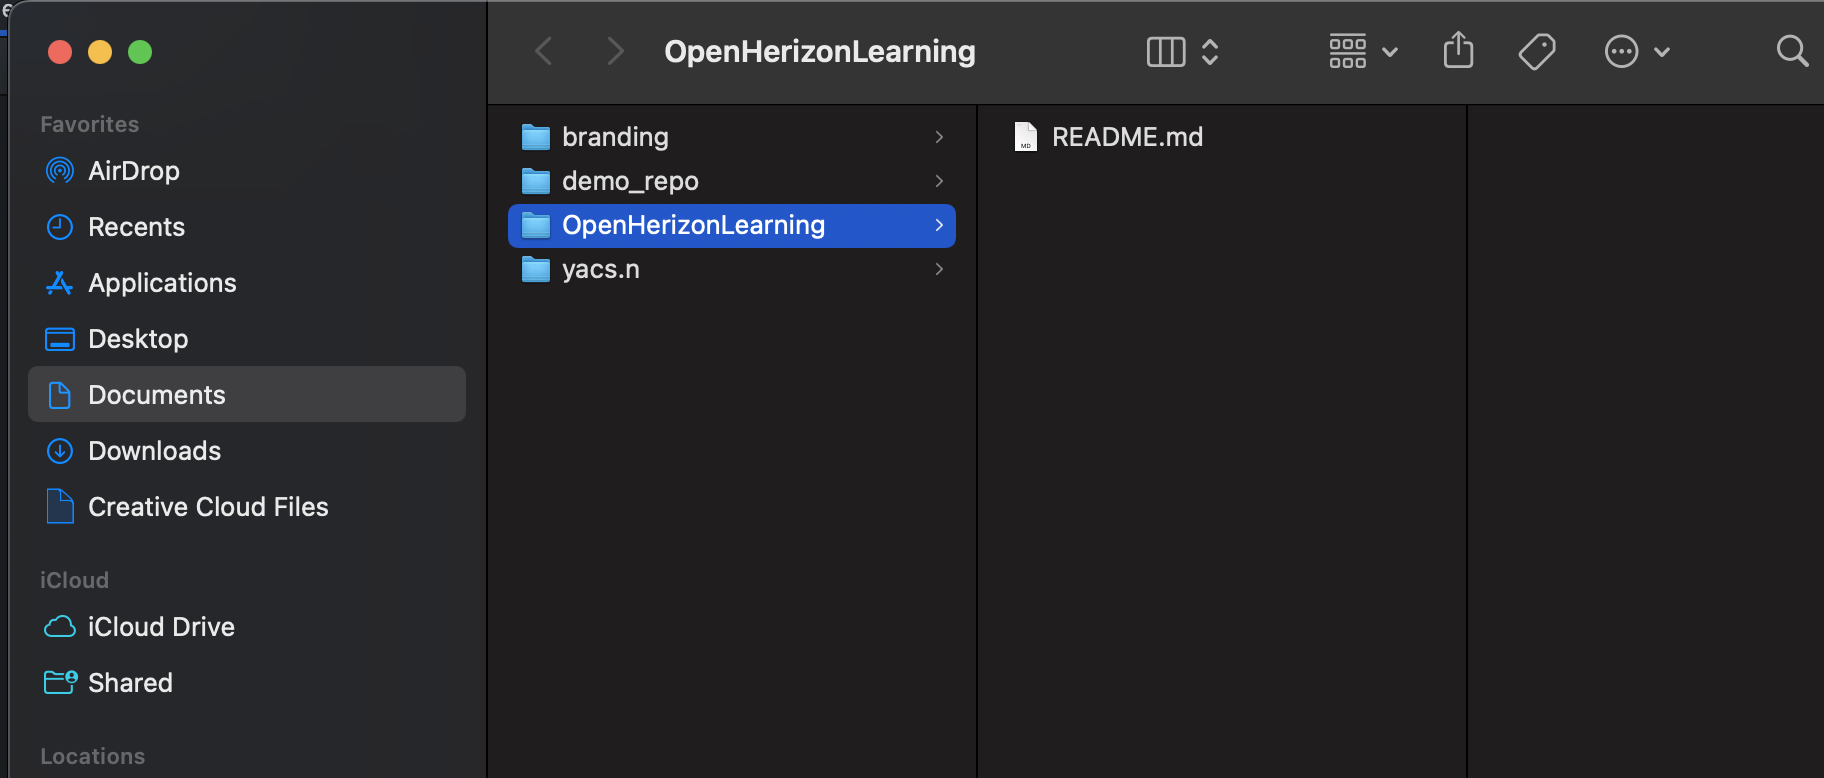 OpenHerizonLearning
Favorites
AirDrop
Recents
Applications
Desktop
Documents
Downloads
Creative Cloud Files
iCloud
iCloud Drive
Shared
Locations
branding
demo_repo
OpenHerizonLearning
yacs.n
MD
README.md